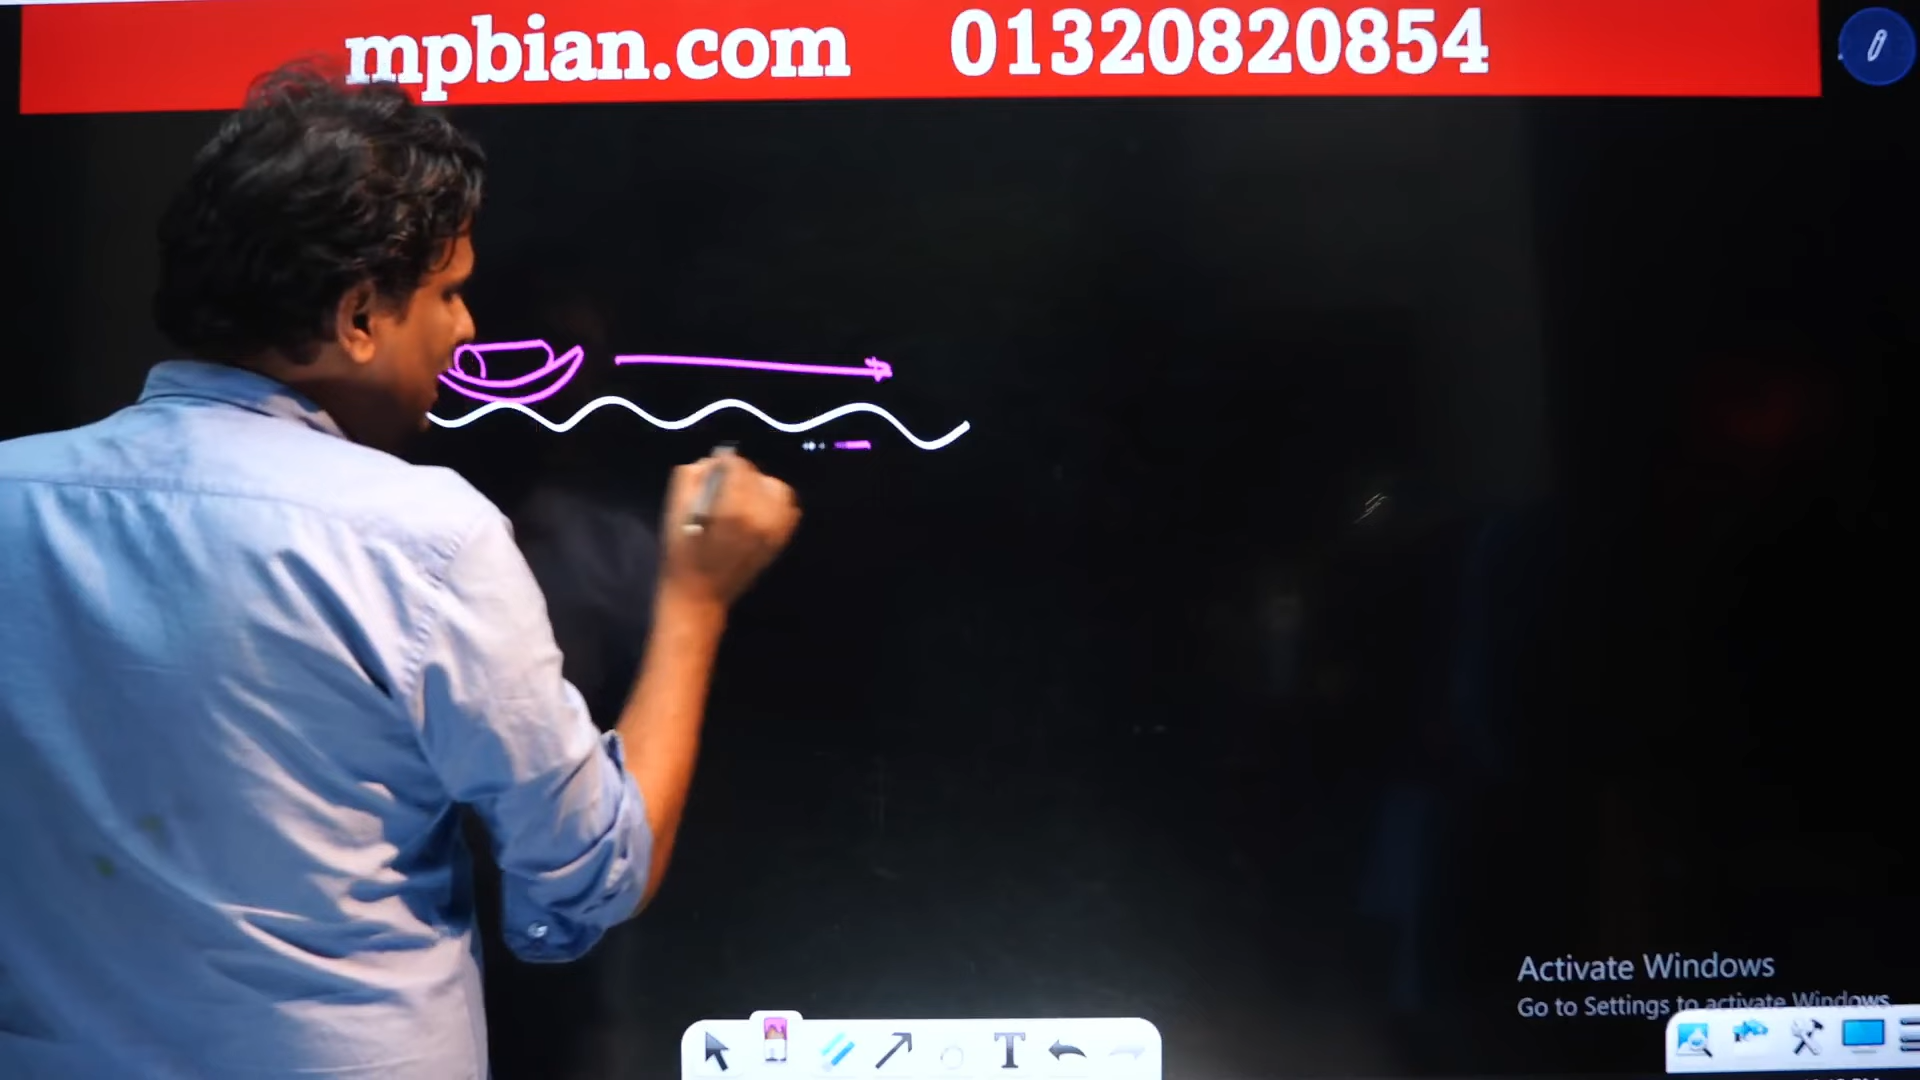 mpbian.com 01320820854
Activate Windows
Go to Settings to activate Windows.
T